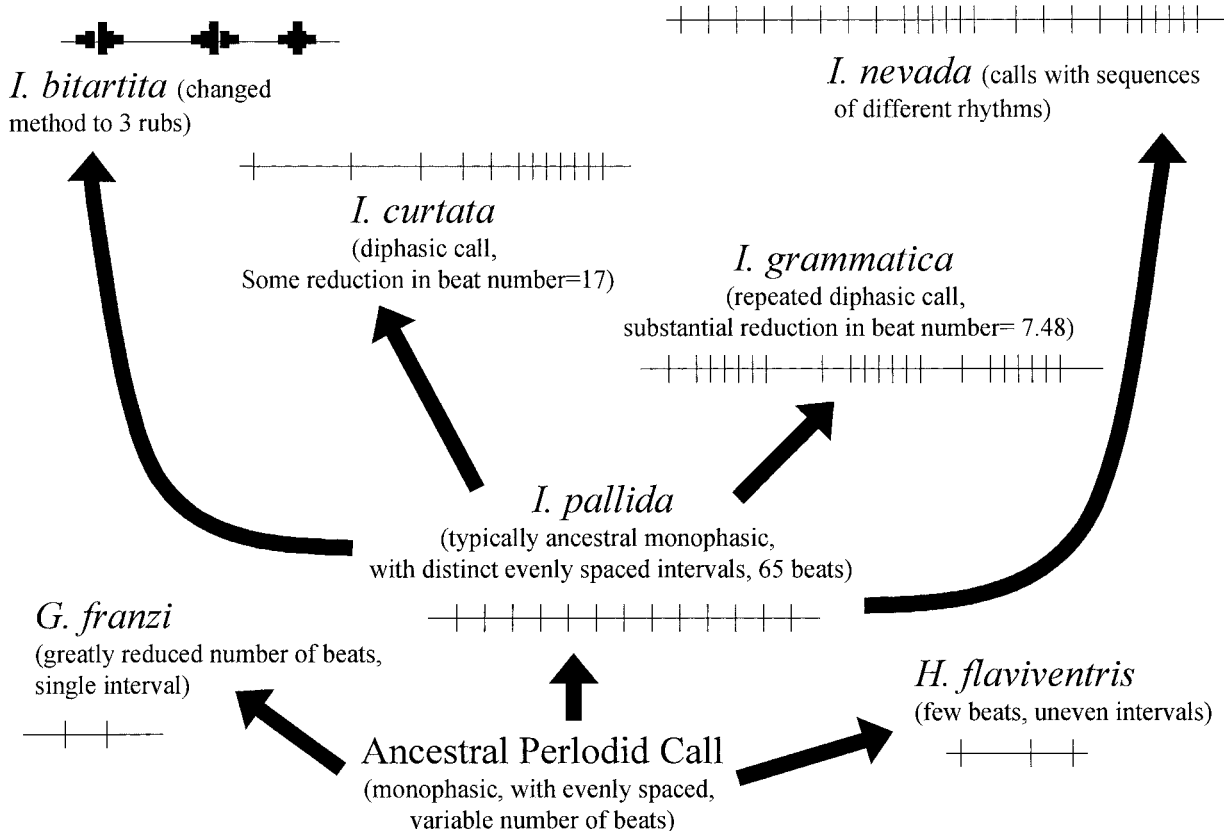 I. bitartita (changed
method to 3 rubs)
I. nevada (calls with sequences
of different rhythms)
I. curtata
(diphasic call,
Some reduction in beat number=17)
I. grammatica
(repeated diphasic call,
substantial reduction in beat number= 7.48)
I. pallida
(typically ancestral monophasic,
with distinct evenly spaced intervals, 65 beats)
G. franzi
(greatly reduced number of beats,
single interval)
H. flaviventris
(few beats, uneven intervals)
Ancestral Perlodid Call
(monophasic, with evenly spaced,
variable number of beats)